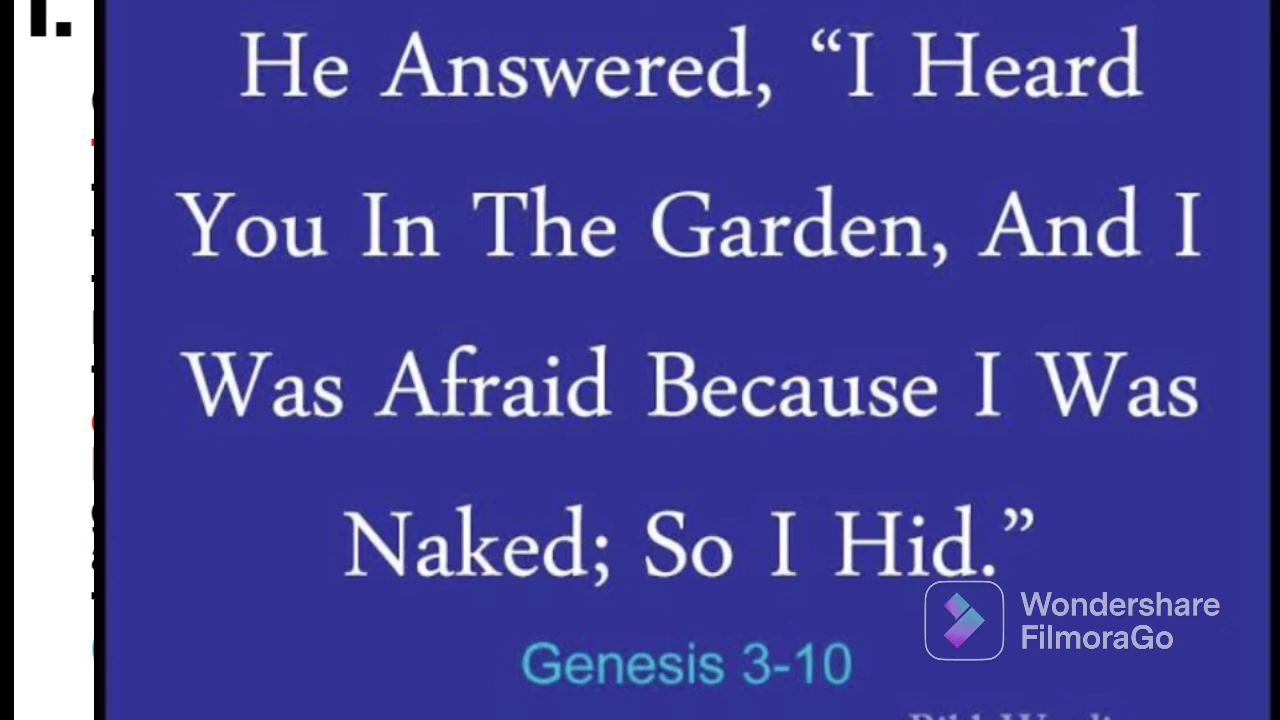 He Answered, “I Heard
You In The Garden, And I
Was Afraid Because I Was
Naked; So I Hid.”
Wondershare
FilmoraGo
Genesis 3-10